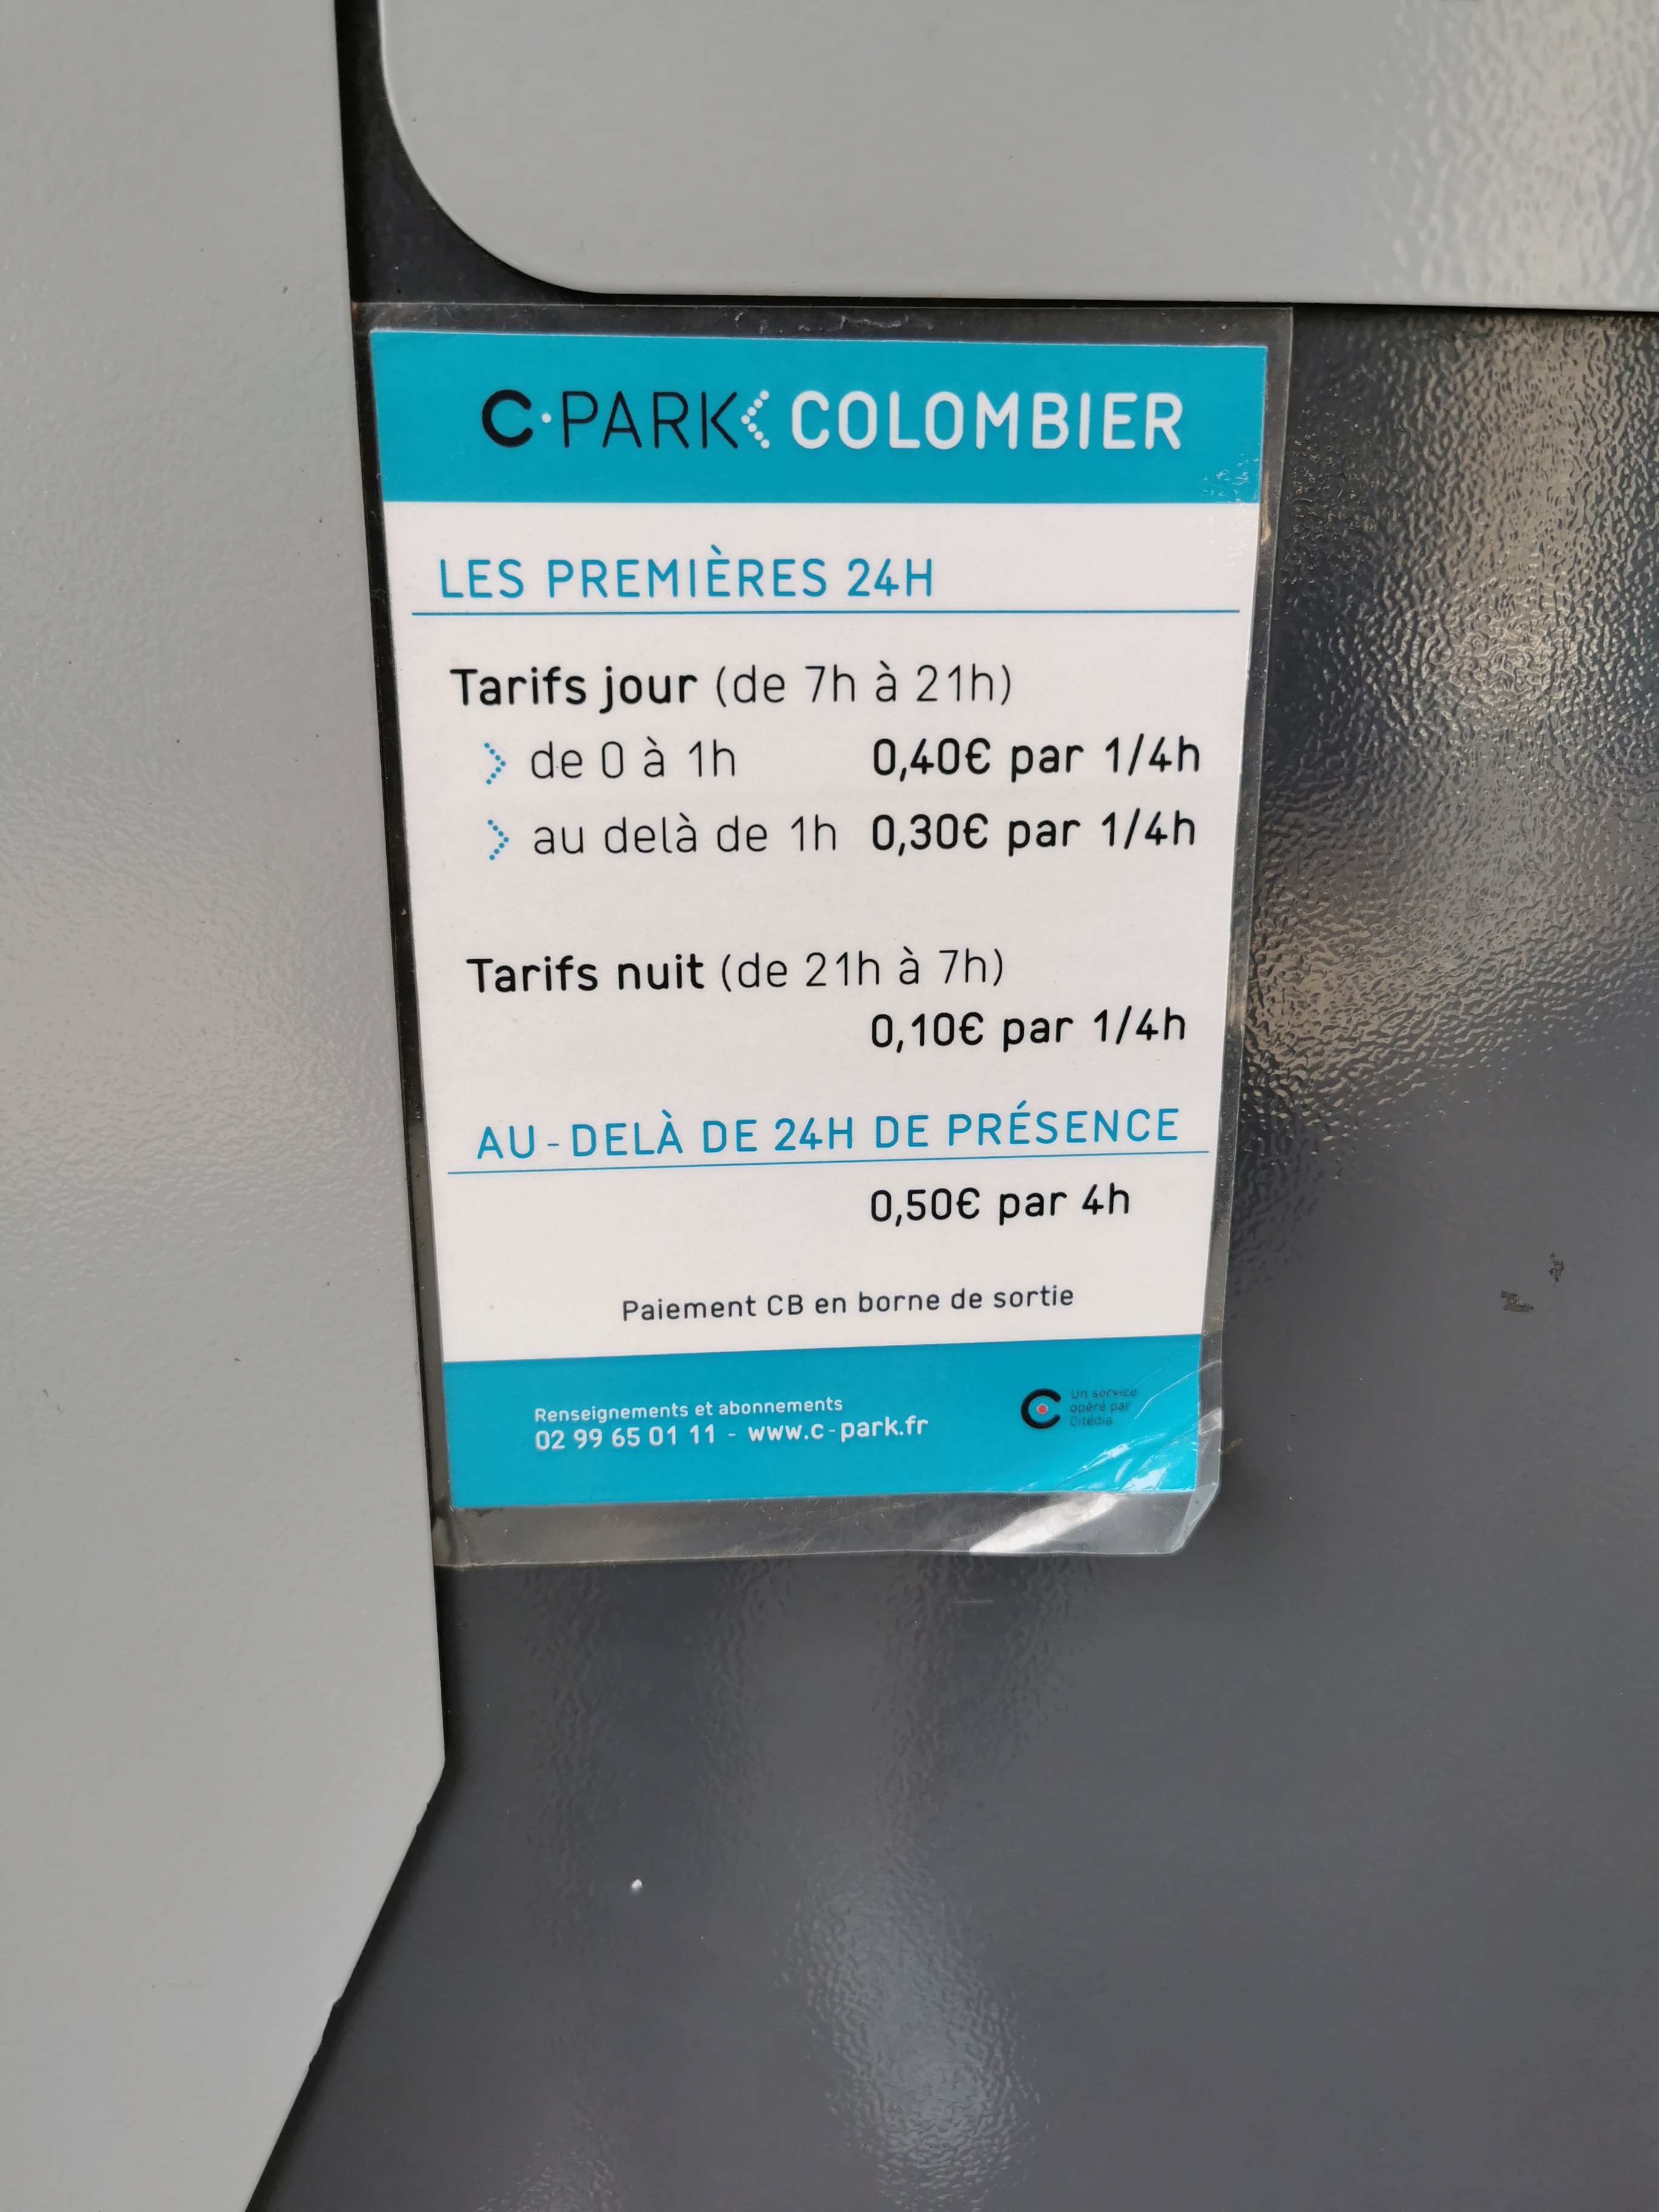 C·PARK COLOMBIER
LES PREMIÈRES 24H
Tarifs jour (de 7h à 21h)
de 0 à 1h 0,40€ par 1/4h
au delà de 1h 0,30€ par 1/4h
Tarifs nuit (de 21h à 7h)
0,10€ par 1/4h
AU-DELÀ DE 24H DE PRÉSENCE
0,50€ par 4h
Paiement CB en borne de sortie
Renseignements et abonnements
02 99 65 01 11 - www.c-park.fr
Un service
opéré par
Citédia